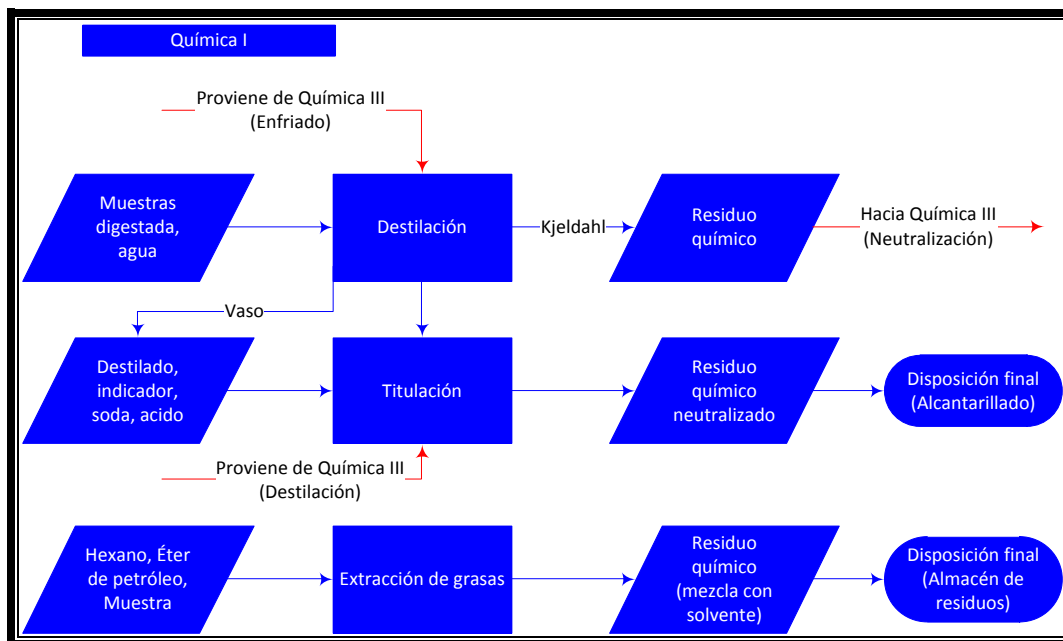 Química I
Proviene de Química III
(Enfriado)
Muestras
digestada,
agua
Destilación
Kjeldahl
Residuo
químico
Hacia Química III
(Neutralización)
Vaso
Destilado,
indicador,
soda, acido
Titulación
Residuo
químico
neutralizado
Disposición final
(Alcantarillado)
Proviene de Química III
(Destilación)
Hexano, Éter
de petróleo,
Muestra
Extracción de grasas
Residuo
químico
(mezcla con
solvente)
Disposición final
(Almacén de
residuos)